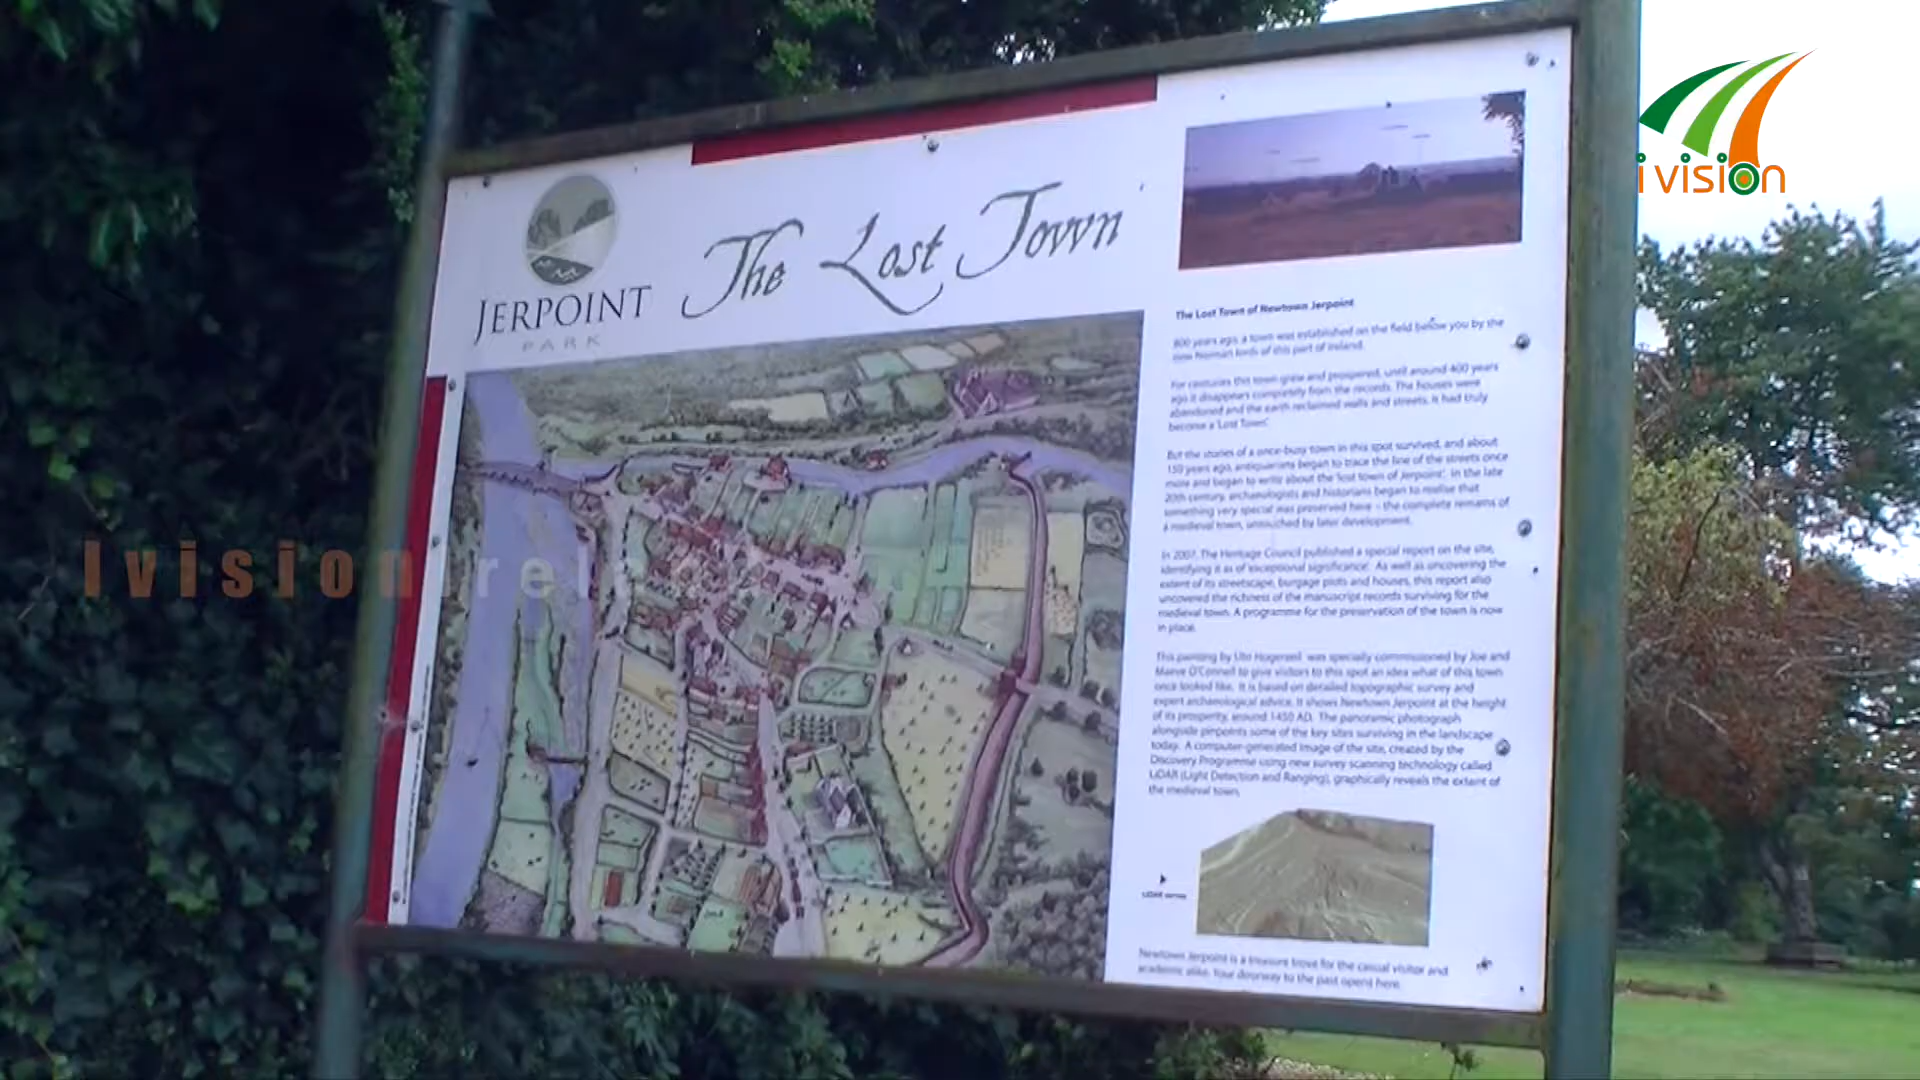 i vision
JERPOINT
PARK
The Lost Town
The Lost Town of Newtown Jerpoint
800 years ago, a town was established on the field below you by the
new Norman lords of this part of Ireland.
For centuries this town grew and prospered, until around 400 years
ago it disappears completely from the records. The houses were
abandoned and the earth reclaimed walls and streets. It had truly
become a 'Lost Town'.
But the stories of a once-busy town in this spot survived, and about
150 years ago, antiquarians began to trace the line of the streets once
more and began to write about the 'lost town of Jerpoint'. In the late
20th century, archaeologists and historians began to realise that
something very special was preserved here – the complete remains of
a medieval town, untouched by later development.
In 2007, The Heritage Council published a special report on the site,
identifying it as of 'exceptional significance'. As well as uncovering the
extent of its streetscape, burgage plots and houses, this report also
uncovered the richness of the manuscript records surviving for the
medieval town. A programme for the preservation of the town is now
in place.
This painting by Uto Hogerzeil was specially commissioned by Joe and
Maeve O'Connell to give visitors to this spot an idea what of this town
once looked like. It is based on detailed topographic survey and
expert archaeological advice. It shows Newtown Jerpoint at the height
of its prosperity, around 1450 AD. The panoramic photograph
alongside pinpoints some of the key sites surviving in the landscape
today. A computer-generated image of the site, created by the
Discovery Programme using new survey scanning technology called
LiDAR (Light Detection and Ranging), graphically reveals the extent of
the medieval town.
LiDAR survey
Newtown Jerpoint is a treasure trove for the casual visitor and
academic alike. Your doorway to the past opens here.
Ivision